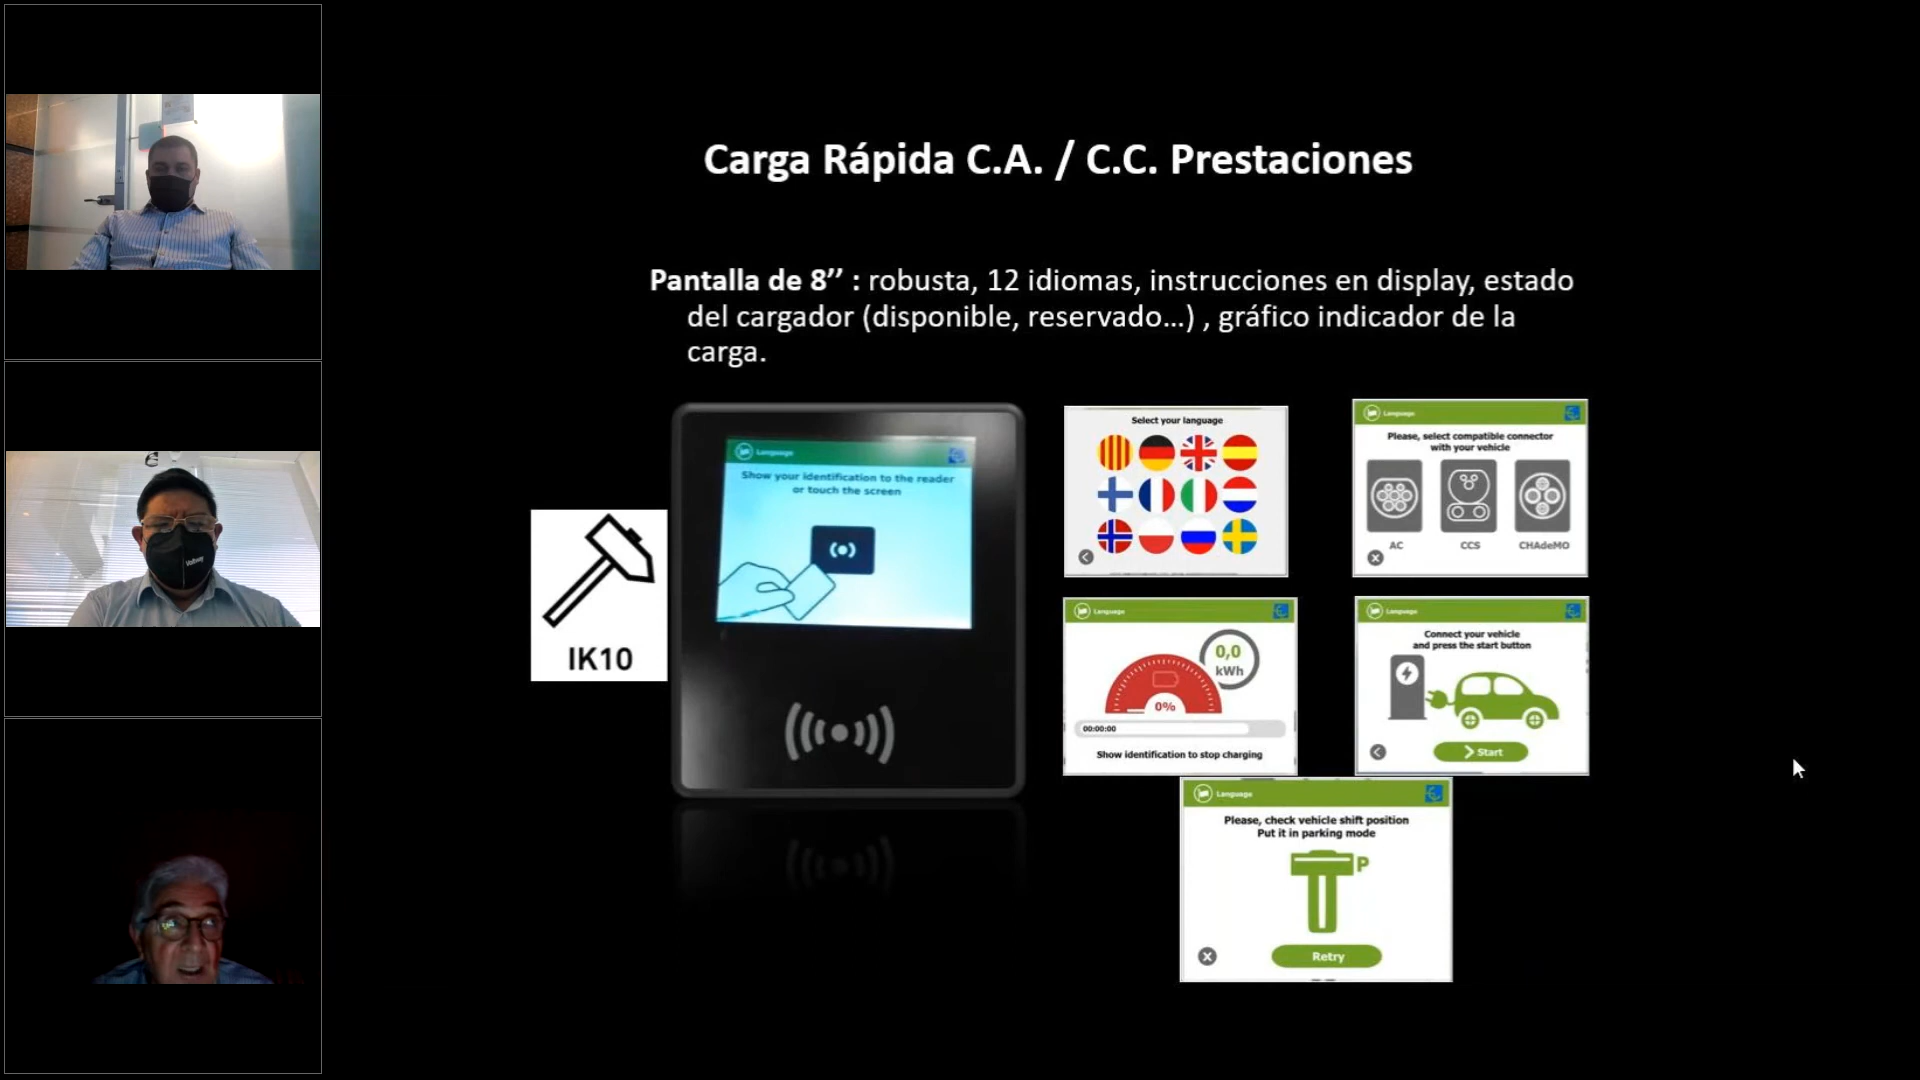 Carga Rápida C.A. / C.C. Prestaciones
Pantalla de 8’’ : robusta, 12 idiomas, instrucciones en display, estado
del cargador (disponible, reservado…) , gráfico indicador de la
carga.
IK10
Language
Show your identification to the reader
or touch the screen
Select your language
Language
Please, select compatible connector
with your vehicle
AC
CCS
CHAdeMO
Language
0,0
kWh
0%
00:00:00
Show identification to stop charging
Language
Connect your vehicle
and press the start button
Start
Language
Please, check vehicle shift position
Put it in parking mode
P
Retry
Voltway